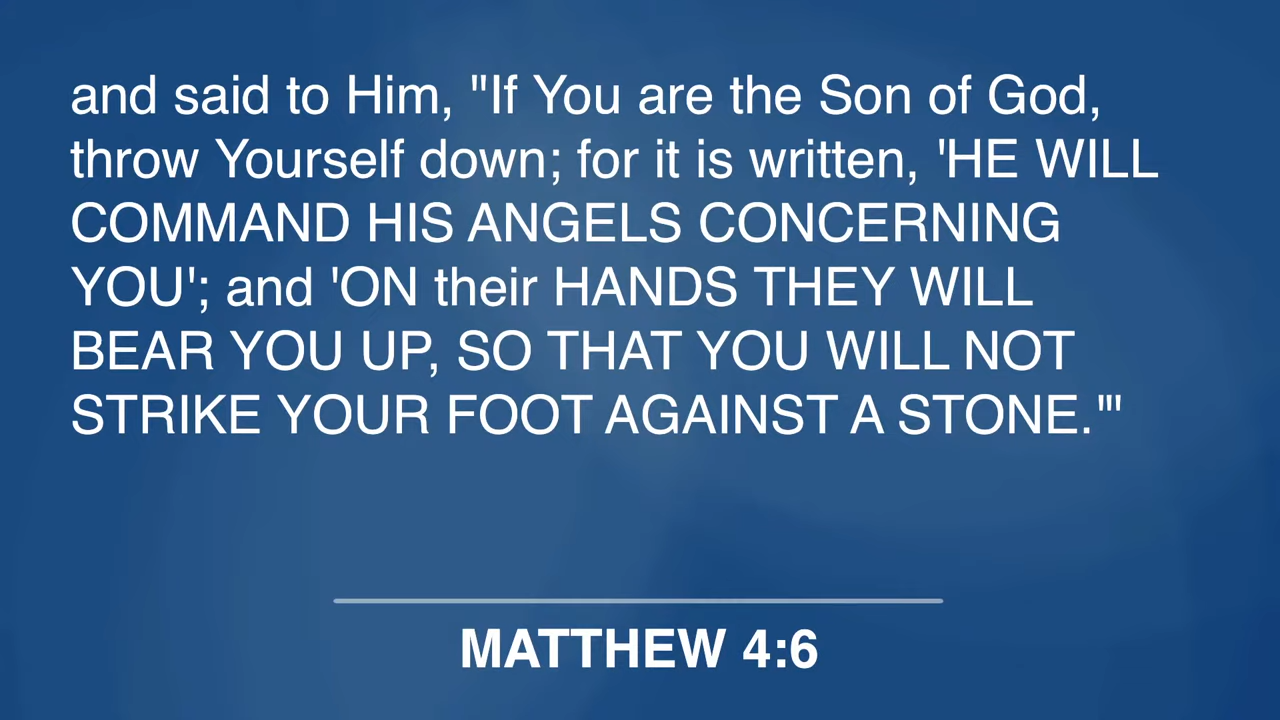 and said to Him, "If You are the Son of God,
throw Yourself down; for it is written, 'HE WILL
COMMAND HIS ANGELS CONCERNING
YOU'; and 'ON their HANDS THEY WILL
BEAR YOU UP, SO THAT YOU WILL NOT
STRIKE YOUR FOOT AGAINST A STONE.'"
MATTHEW 4:6